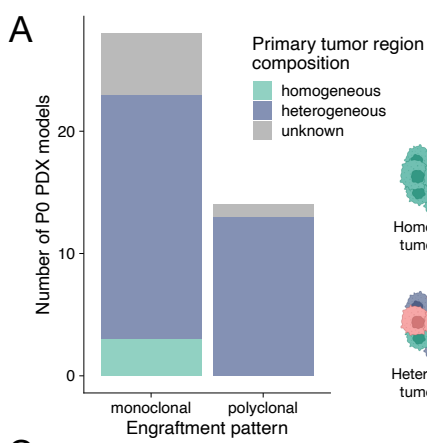 A
Primary tumor region
composition
homogeneous
heterogeneous
unknown
Number of P0 PDX models
20
10
0
monoclonal
polyclonal
Engraftment pattern